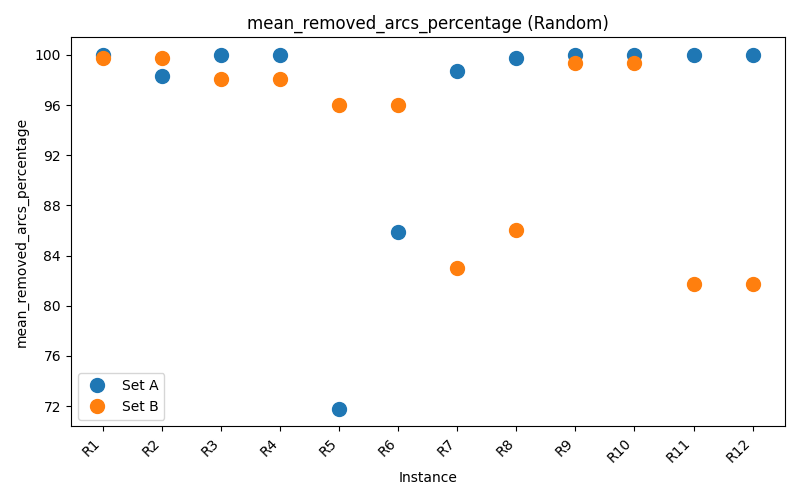 mean_removed_arcs_percentage (Random)
mean_removed_arcs_percentage
100
96
92
88
84
80
76
72
Set A
Set B
R1 R2 R3 R4 R5 R6 R7 R8 R9 R10 R11 R12
Instance